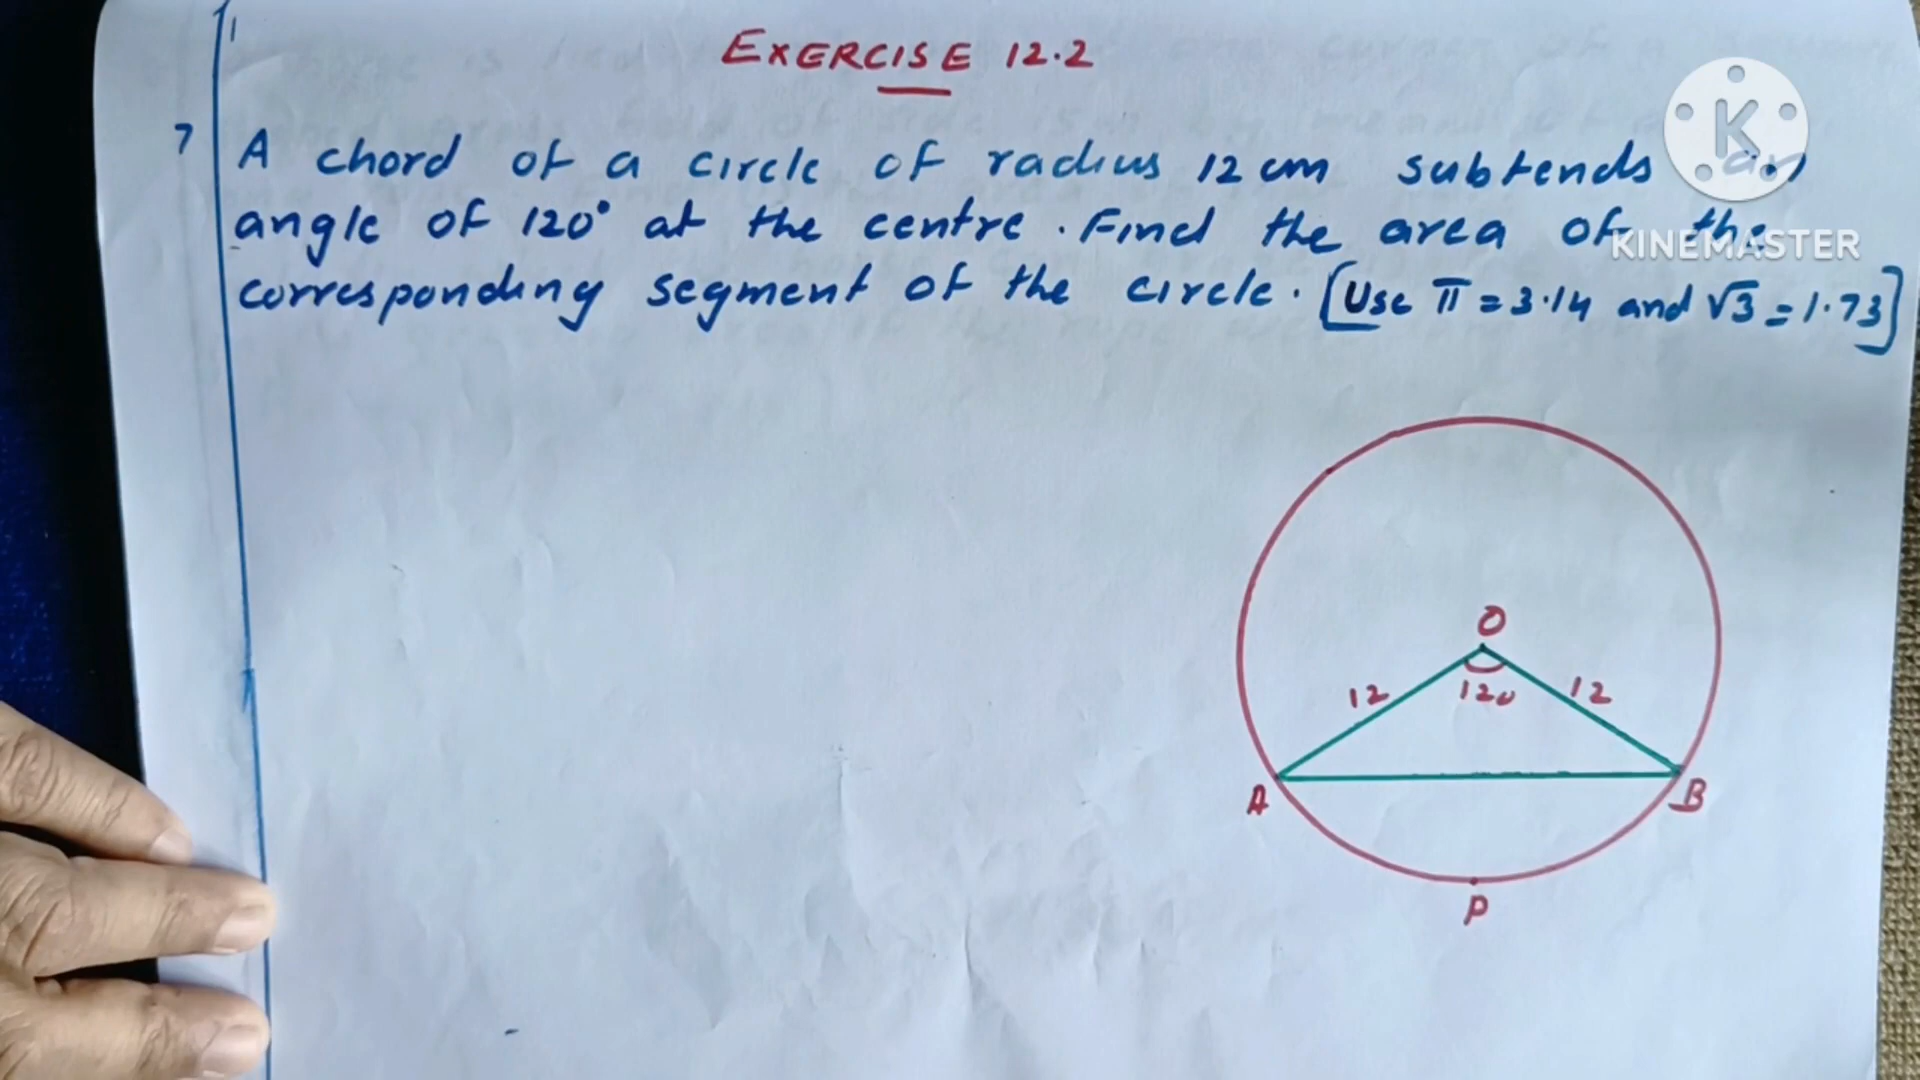 EXERCISE 12.2
7 A chord of a circle of radius 12 cm subtends an
angle of 120° at the centre. Find the area of the
corresponding segment of the circle. [Use π = 3.14 and √3 = 1.73]
K
KINEMASTER
O
12 120 12
A B
P